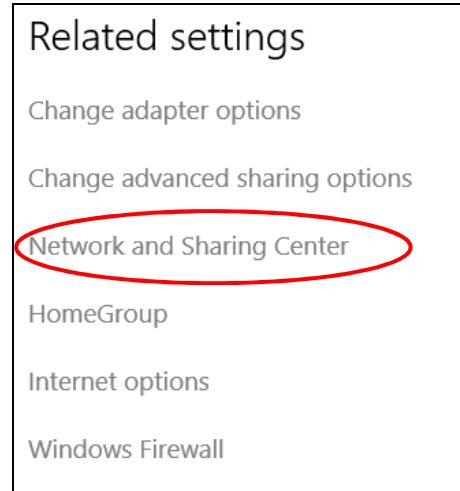 Related settings
Change adapter options
Change advanced sharing options
Network and Sharing Center
HomeGroup
Internet options
Windows Firewall